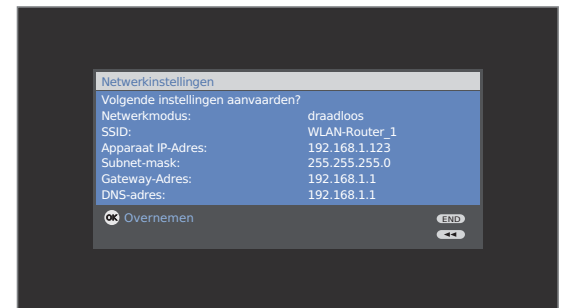 Netwerkinstellingen
Volgende instellingen aanvaarden?
Netwerkmodus: draadloos
SSID: WLAN-Router_1
Apparaat IP-Adres: 192.168.1.123
Subnet-mask: 255.255.255.0
Gateway-Adres: 192.168.1.1
DNS-adres: 192.168.1.1
OK Overnemen
END